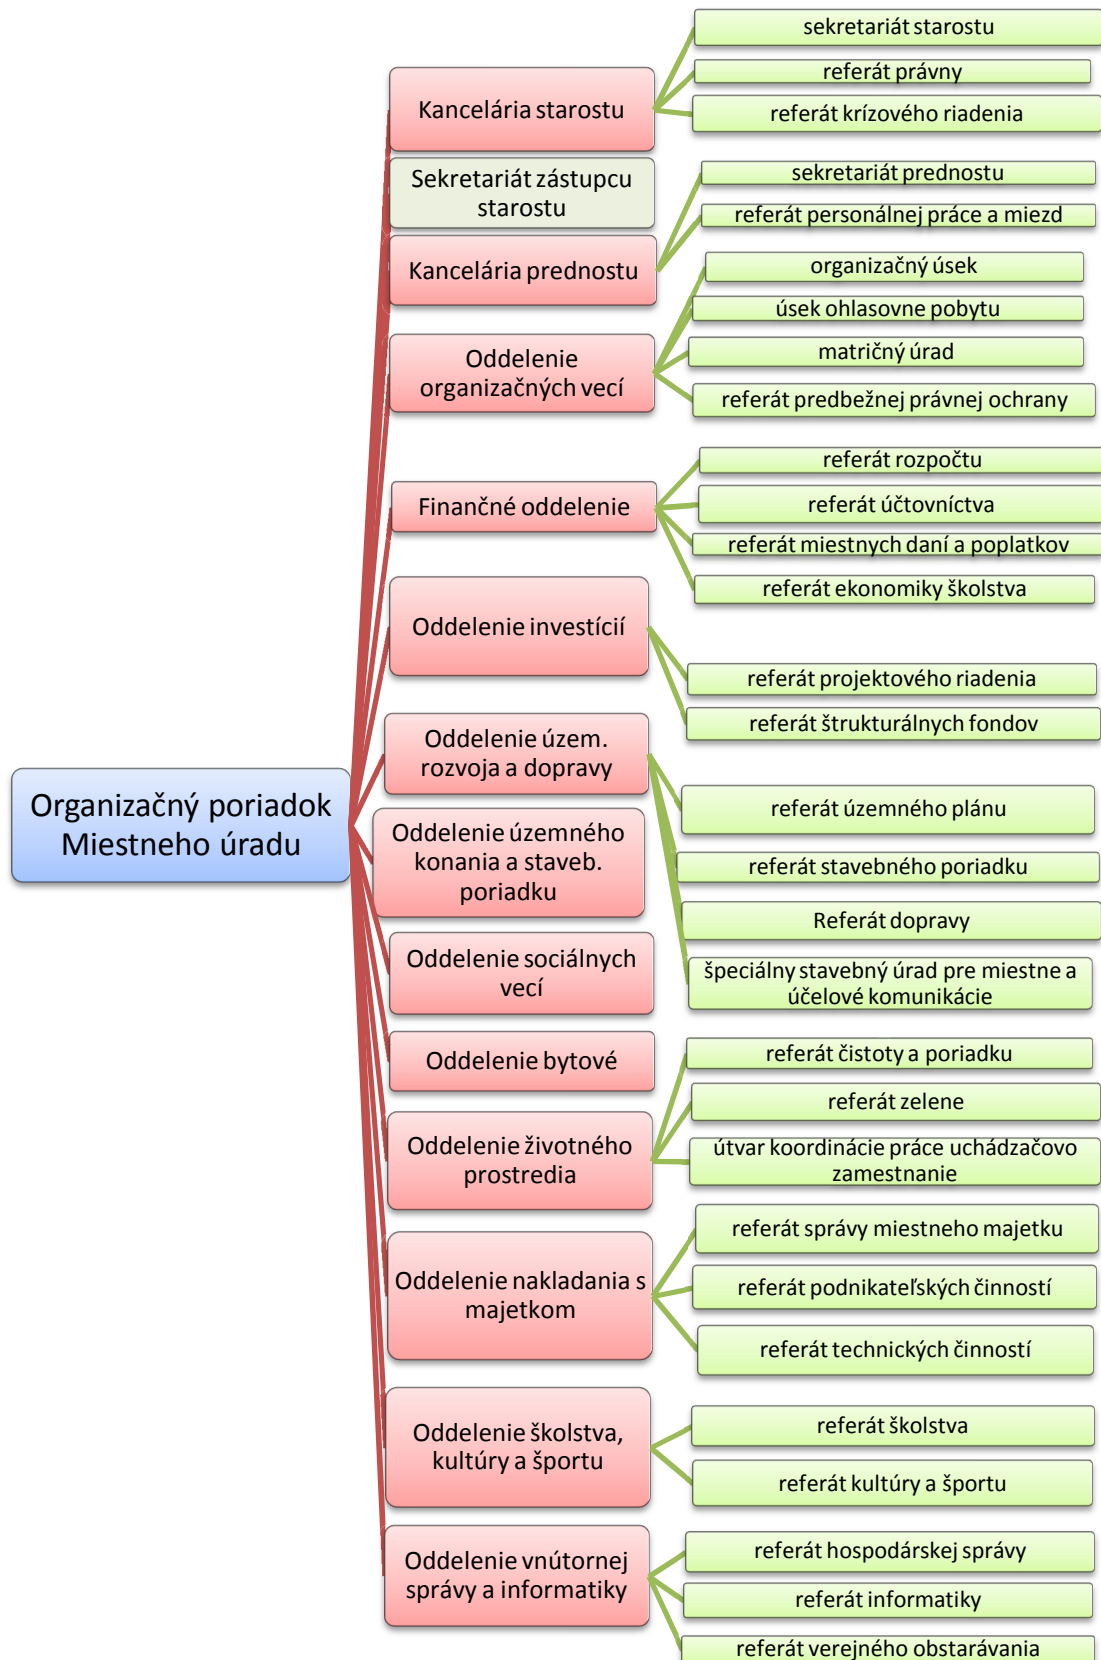 Organizačný poriadok
Miestneho úradu
Kancelária starostu
sekretariát starostu
referát právny
referát krízového riadenia
Sekretariát zástupcu
starostu
Kancelária prednostu
sekretariát prednostu
referát personálnej práce a miezd
Oddelenie
organizačných vecí
organizačný úsek
úsek ohlasovne pobytu
matričný úrad
referát predbežnej právnej ochrany
Finančné oddelenie
referát rozpočtu
referát účtovníctva
referát miestnych daní a poplatkov
referát ekonomiky školstva
Oddelenie investícií
referát projektového riadenia
referát štrukturálnych fondov
Oddelenie územ.
rozvoja a dopravy
referát územného plánu
referát stavebného poriadku
Referát dopravy
špeciálny stavebný úrad pre miestne a
účelové komunikácie
Oddelenie územného
konania a staveb.
poriadku
Oddelenie sociálnych
vecí
Oddelenie bytové
Oddelenie životného
prostredia
referát čistoty a poriadku
referát zelene
útvar koordinácie práce uchádzačovo
zamestnanie
Oddelenie nakladania s
majetkom
referát správy miestneho majetku
referát podnikateľských činností
referát technických činností
Oddelenie školstva,
kultúry a športu
referát školstva
referát kultúry a športu
Oddelenie vnútornej
správy a informatiky
referát hospodárskej správy
referát informatiky
referát verejného obstarávania